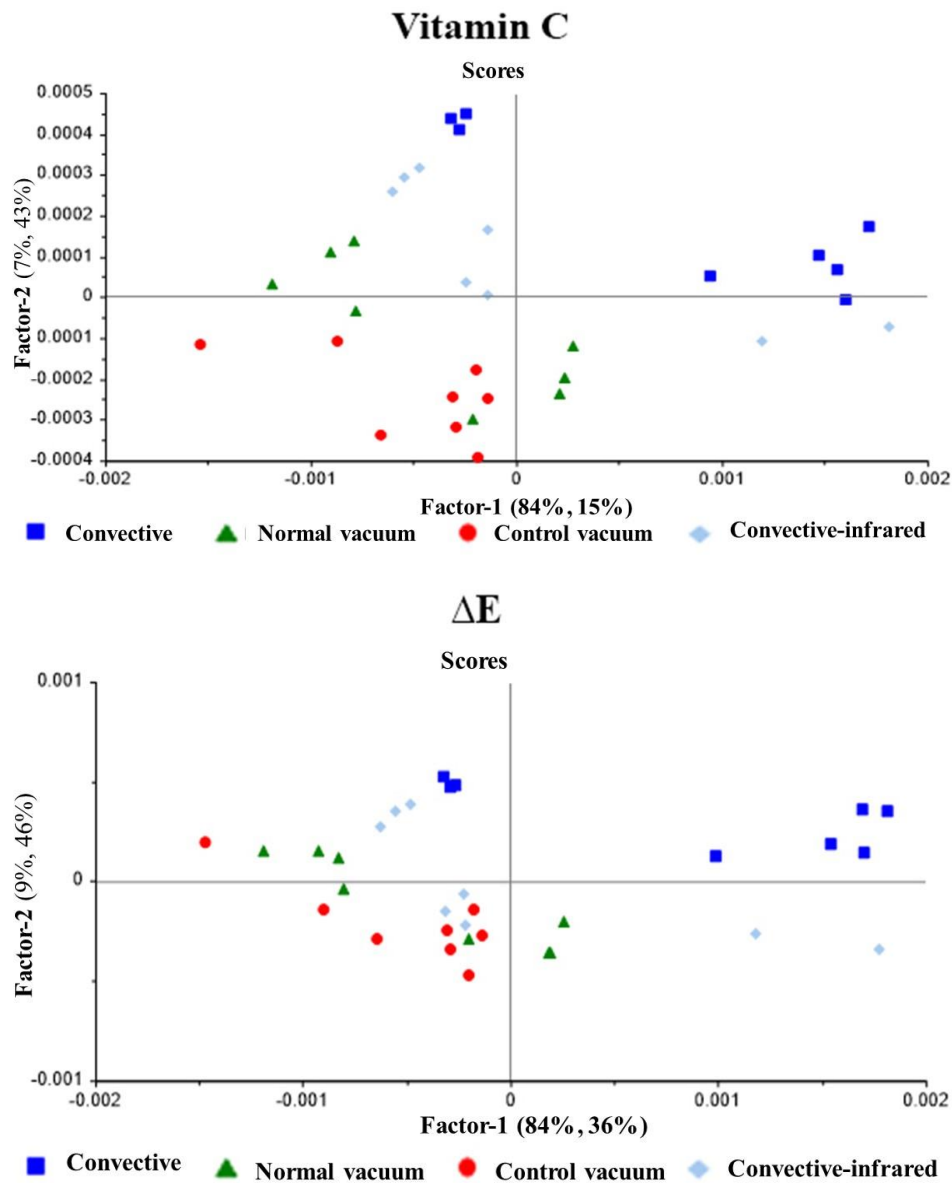 Vitamin C
Scores
0.0005
0.0004
0.0003
0.0002
0.0001
0
0.0001
-0.0002
-0.0003
-0.0004
Factor-2 (7%, 43%)
-0.002 -0.001 0 0.001 0.002
Factor-1 (84%, 15%)
Convective Normal vacuum Control vacuum Convective-infrared
ΔE
Scores
0.001
0
-0.001
Factor-2 (9%, 46%)
-0.002 -0.001 0 0.001 0.002
Factor-1 (84%, 36%)
Convective Normal vacuum Control vacuum Convective-infrared